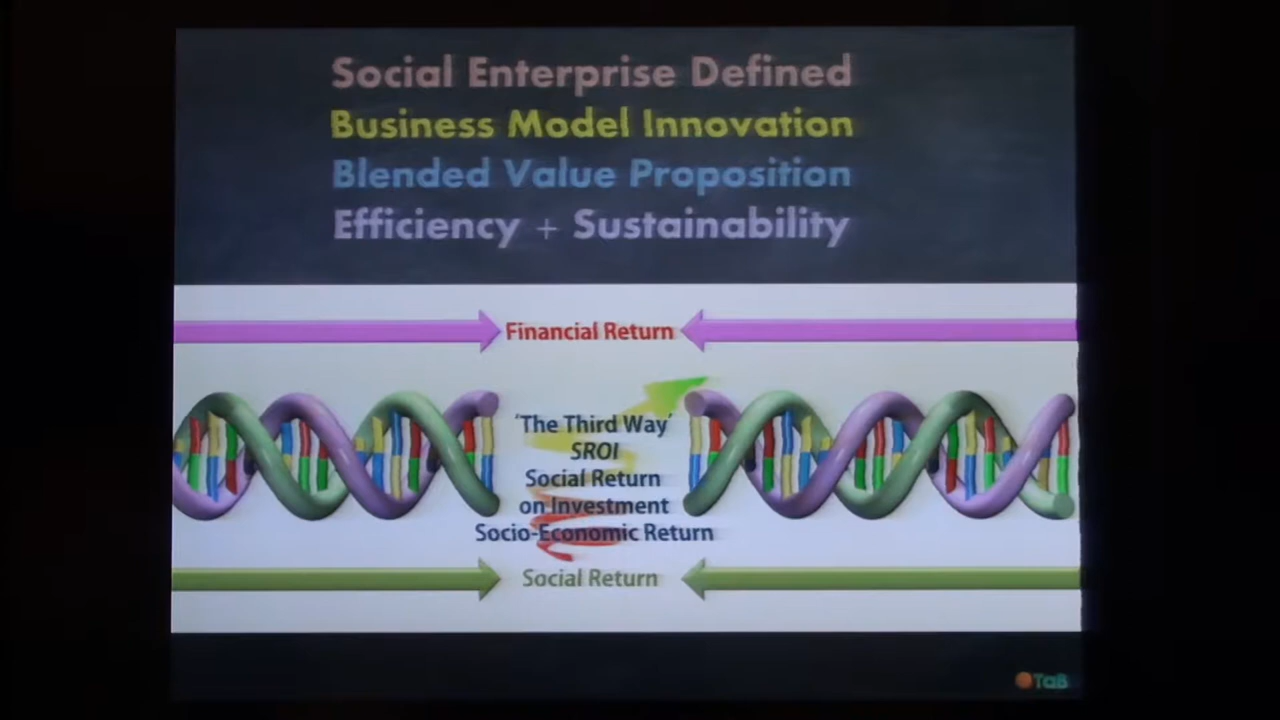 Social Enterprise Defined
Business Model Innovation
Blended Value Proposition
Efficiency + Sustainability
Financial Return
'The Third Way'
SROI
Social Return
on Investment
Socio-Economic Return
Social Return
TaB